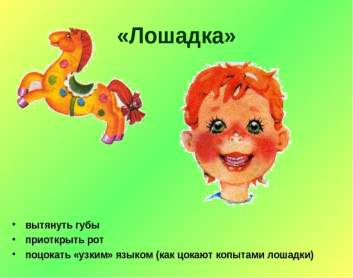 «Лошадка»
• вытянуть губы
• приоткрыть рот
• поцокать «узким» языком (как цокают копытами лошадки)